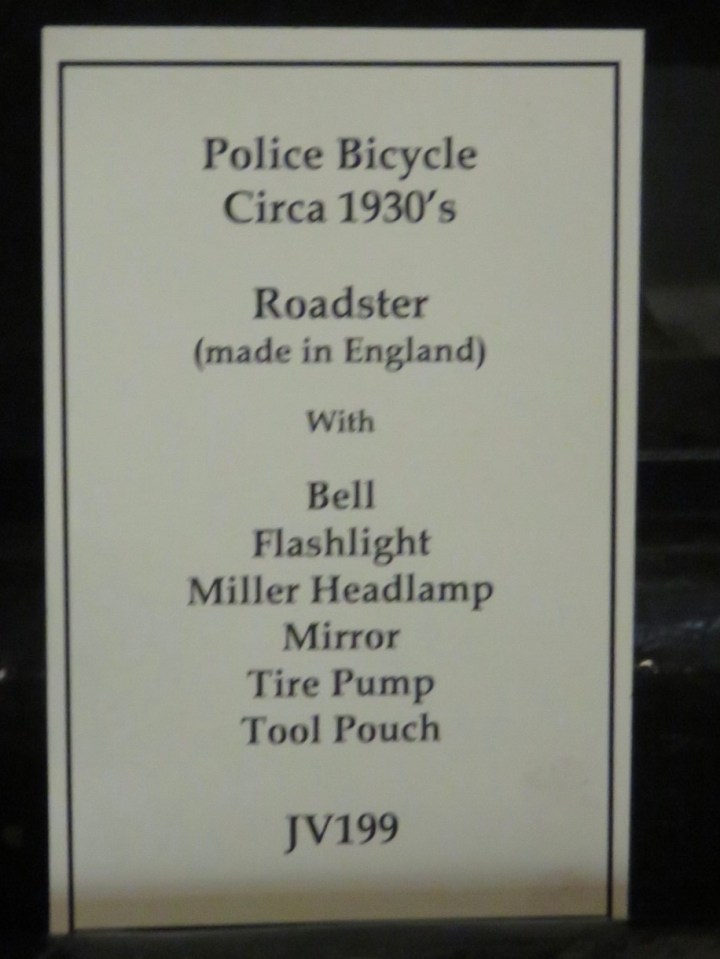 Police Bicycle
Circa 1930's
Roadster
(made in England)
With
Bell
Flashlight
Miller Headlamp
Mirror
Tire Pump
Tool Pouch
JV199